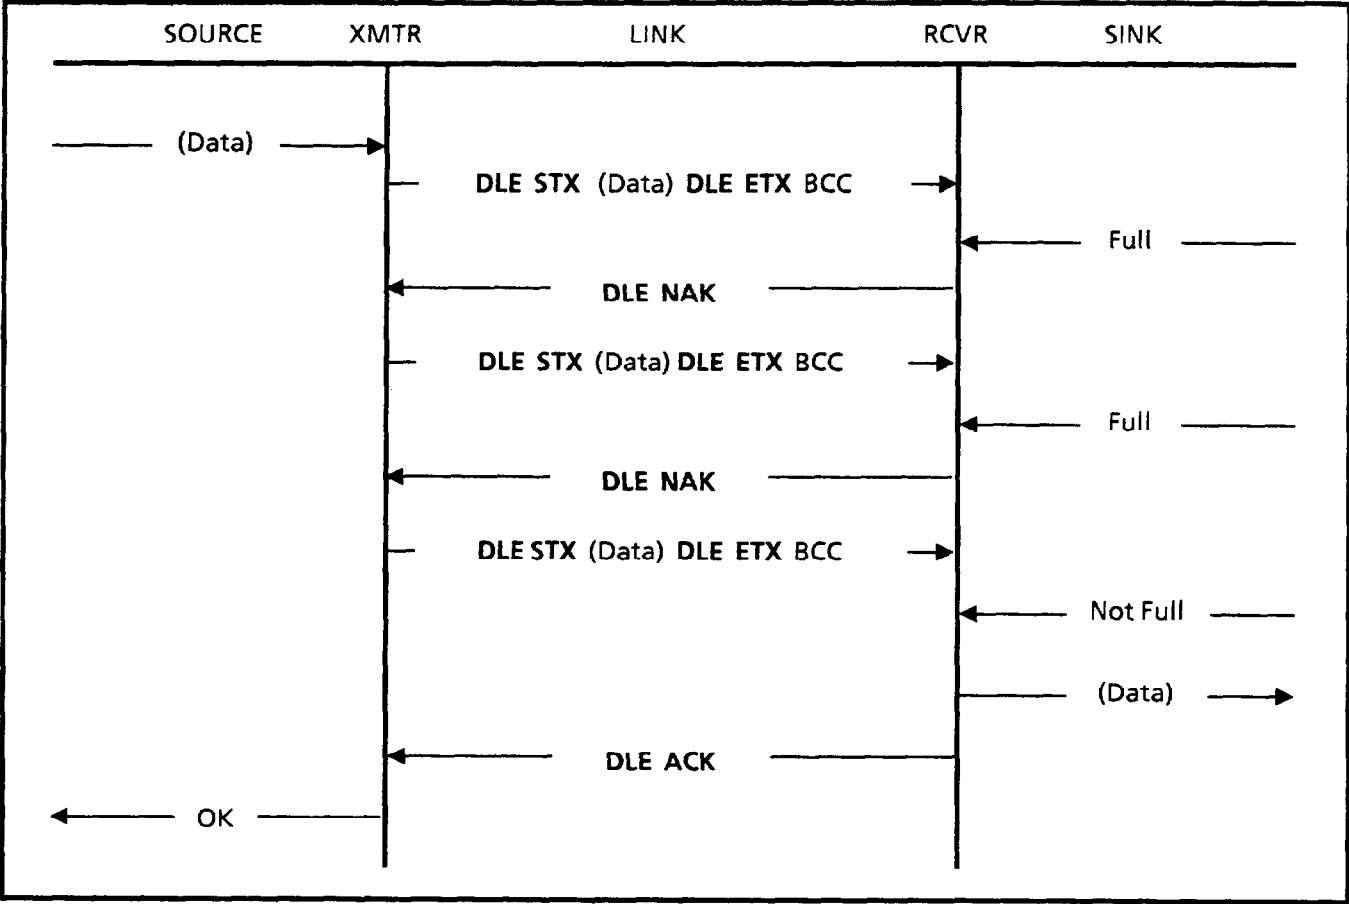 SOURCE XMTR LINK RCVR SINK
(Data)
DLE STX (Data) DLE ETX BCC
Full
DLE NAK
DLE STX (Data) DLE ETX BCC
Full
DLE NAK
DLE STX (Data) DLE ETX BCC
Not Full
(Data)
DLE ACK
OK